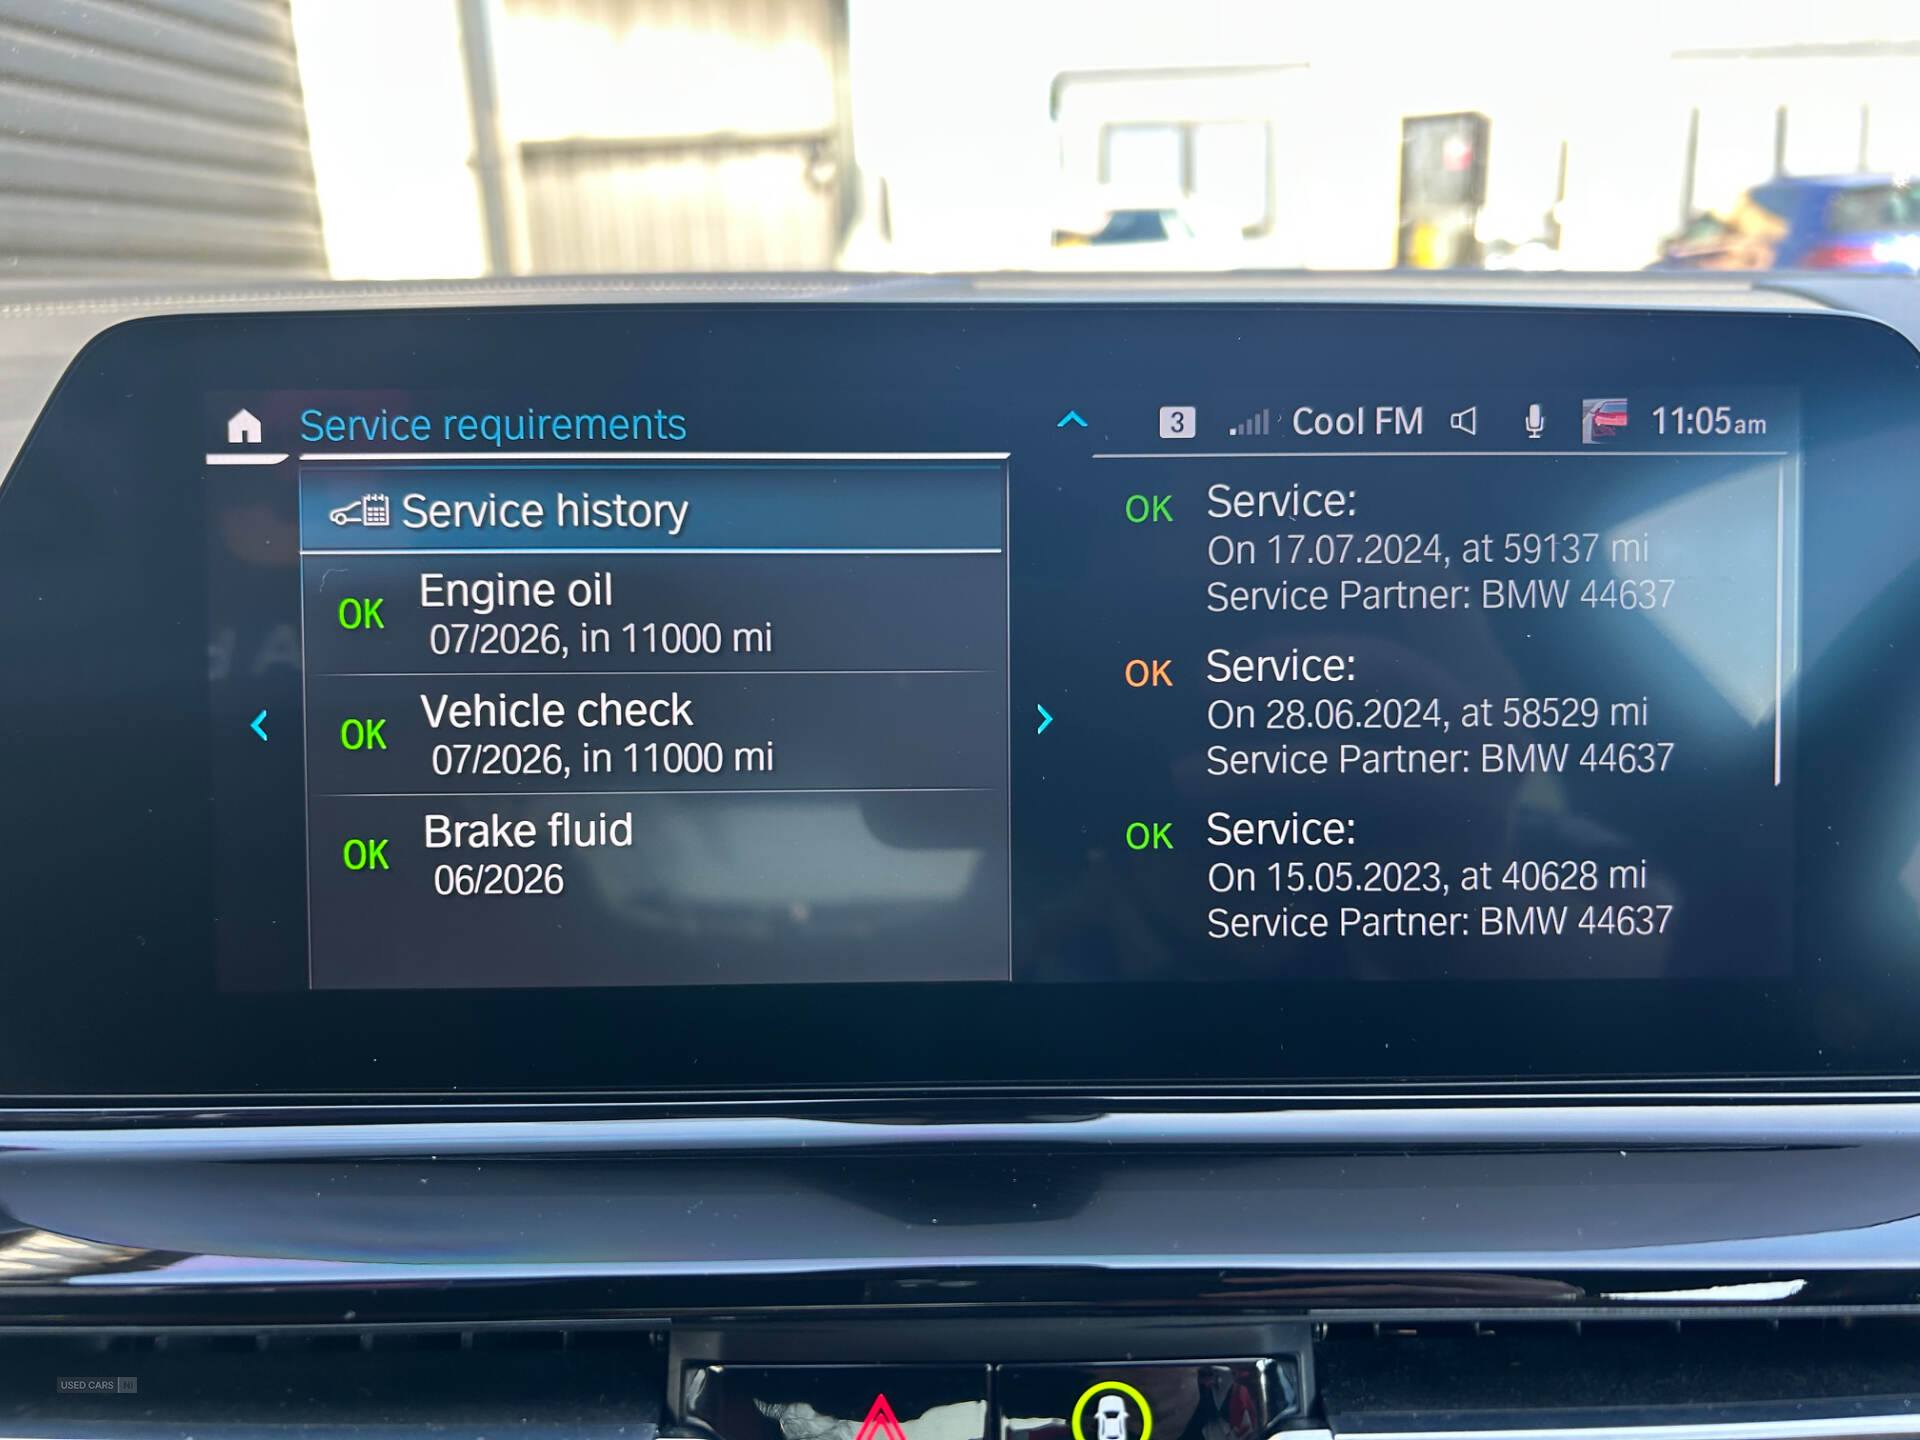 Service requirements
3 Cool FM 11:05am
Service history
OK Engine oil
07/2026, in 11000 mi
OK Vehicle check
07/2026, in 11000 mi
OK Brake fluid
06/2026
OK Service:
On 17.07.2024, at 59137 mi
Service Partner: BMW 44637
OK Service:
On 28.06.2024, at 58529 mi
Service Partner: BMW 44637
OK Service:
On 15.05.2023, at 40628 mi
Service Partner: BMW 44637
USED CARS NI